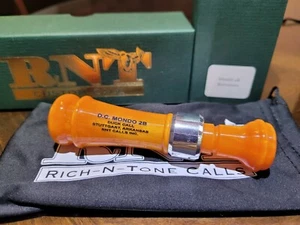 RNT
D.C. MONDO 2B
DUCK CALL
STUTTGART, ARKANSAS
RNT CALLS INC.
RICH-N-TONE CALLS